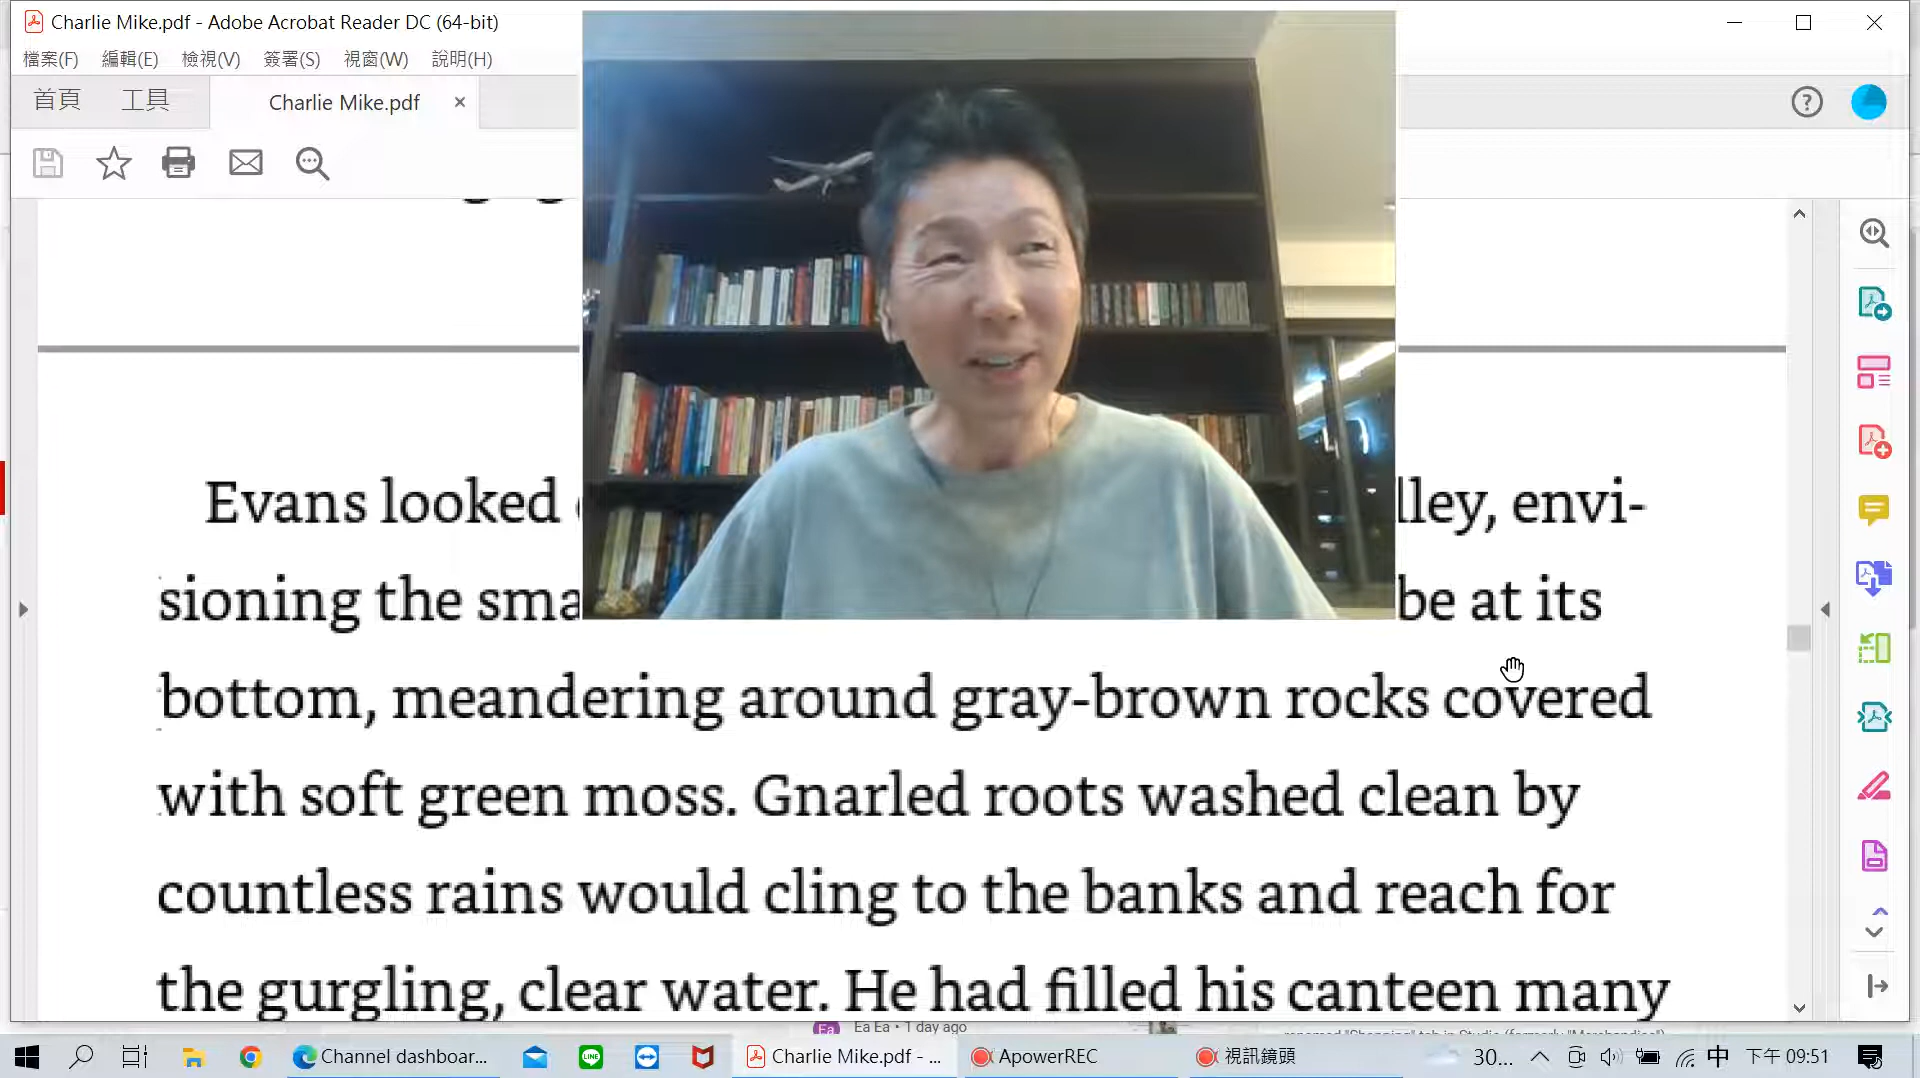 Charlie Mike.pdf - Adobe Acrobat Reader DC (64-bit)
檔案(F) 編輯(E) 檢視(V) 簽署(S) 視窗(W) 說明(H)
首頁 工具 Charlie Mike.pdf ×
Evans looked lley, envi-
sioning the sma be at its
bottom, meandering around gray-brown rocks covered
with soft green moss. Gnarled roots washed clean by
countless rains would cling to the banks and reach for
the gurgling, clear water. He had filled his canteen many
Ea Ea Ea • 1 day ago
Channel dashboar... LINE Charlie Mike.pdf - ... ApowerREC 視訊鏡頭 30... 中 下午 09:51